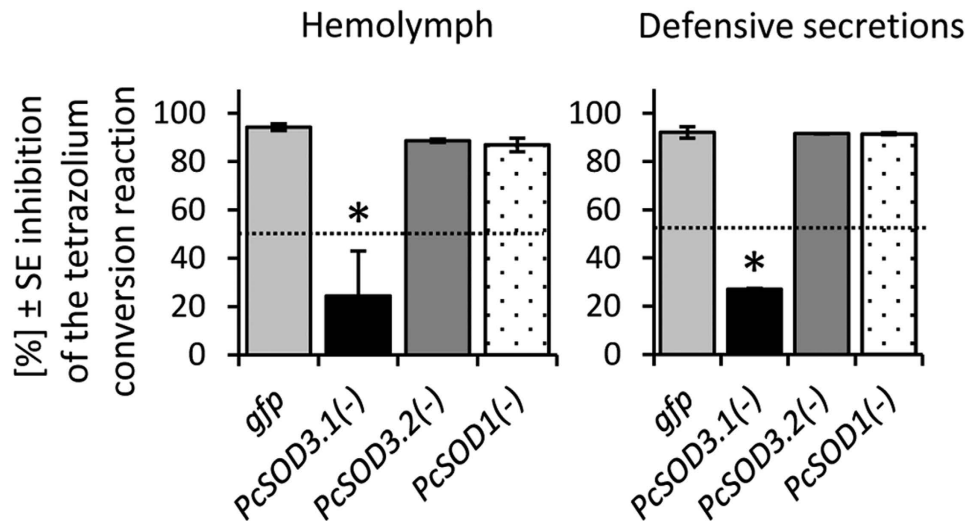 Hemolymph
Defensive secretions
[%] ± SE inhibition
of the tetrazolium
conversion reaction
100
80
60
40
20
0
*
gfp
PcSOD3.1(-)
PcSOD3.2(-)
PcSOD1(-)
100
80
60
40
20
0
*
gfp
PcSOD3.1(-)
PcSOD3.2(-)
PcSOD1(-)